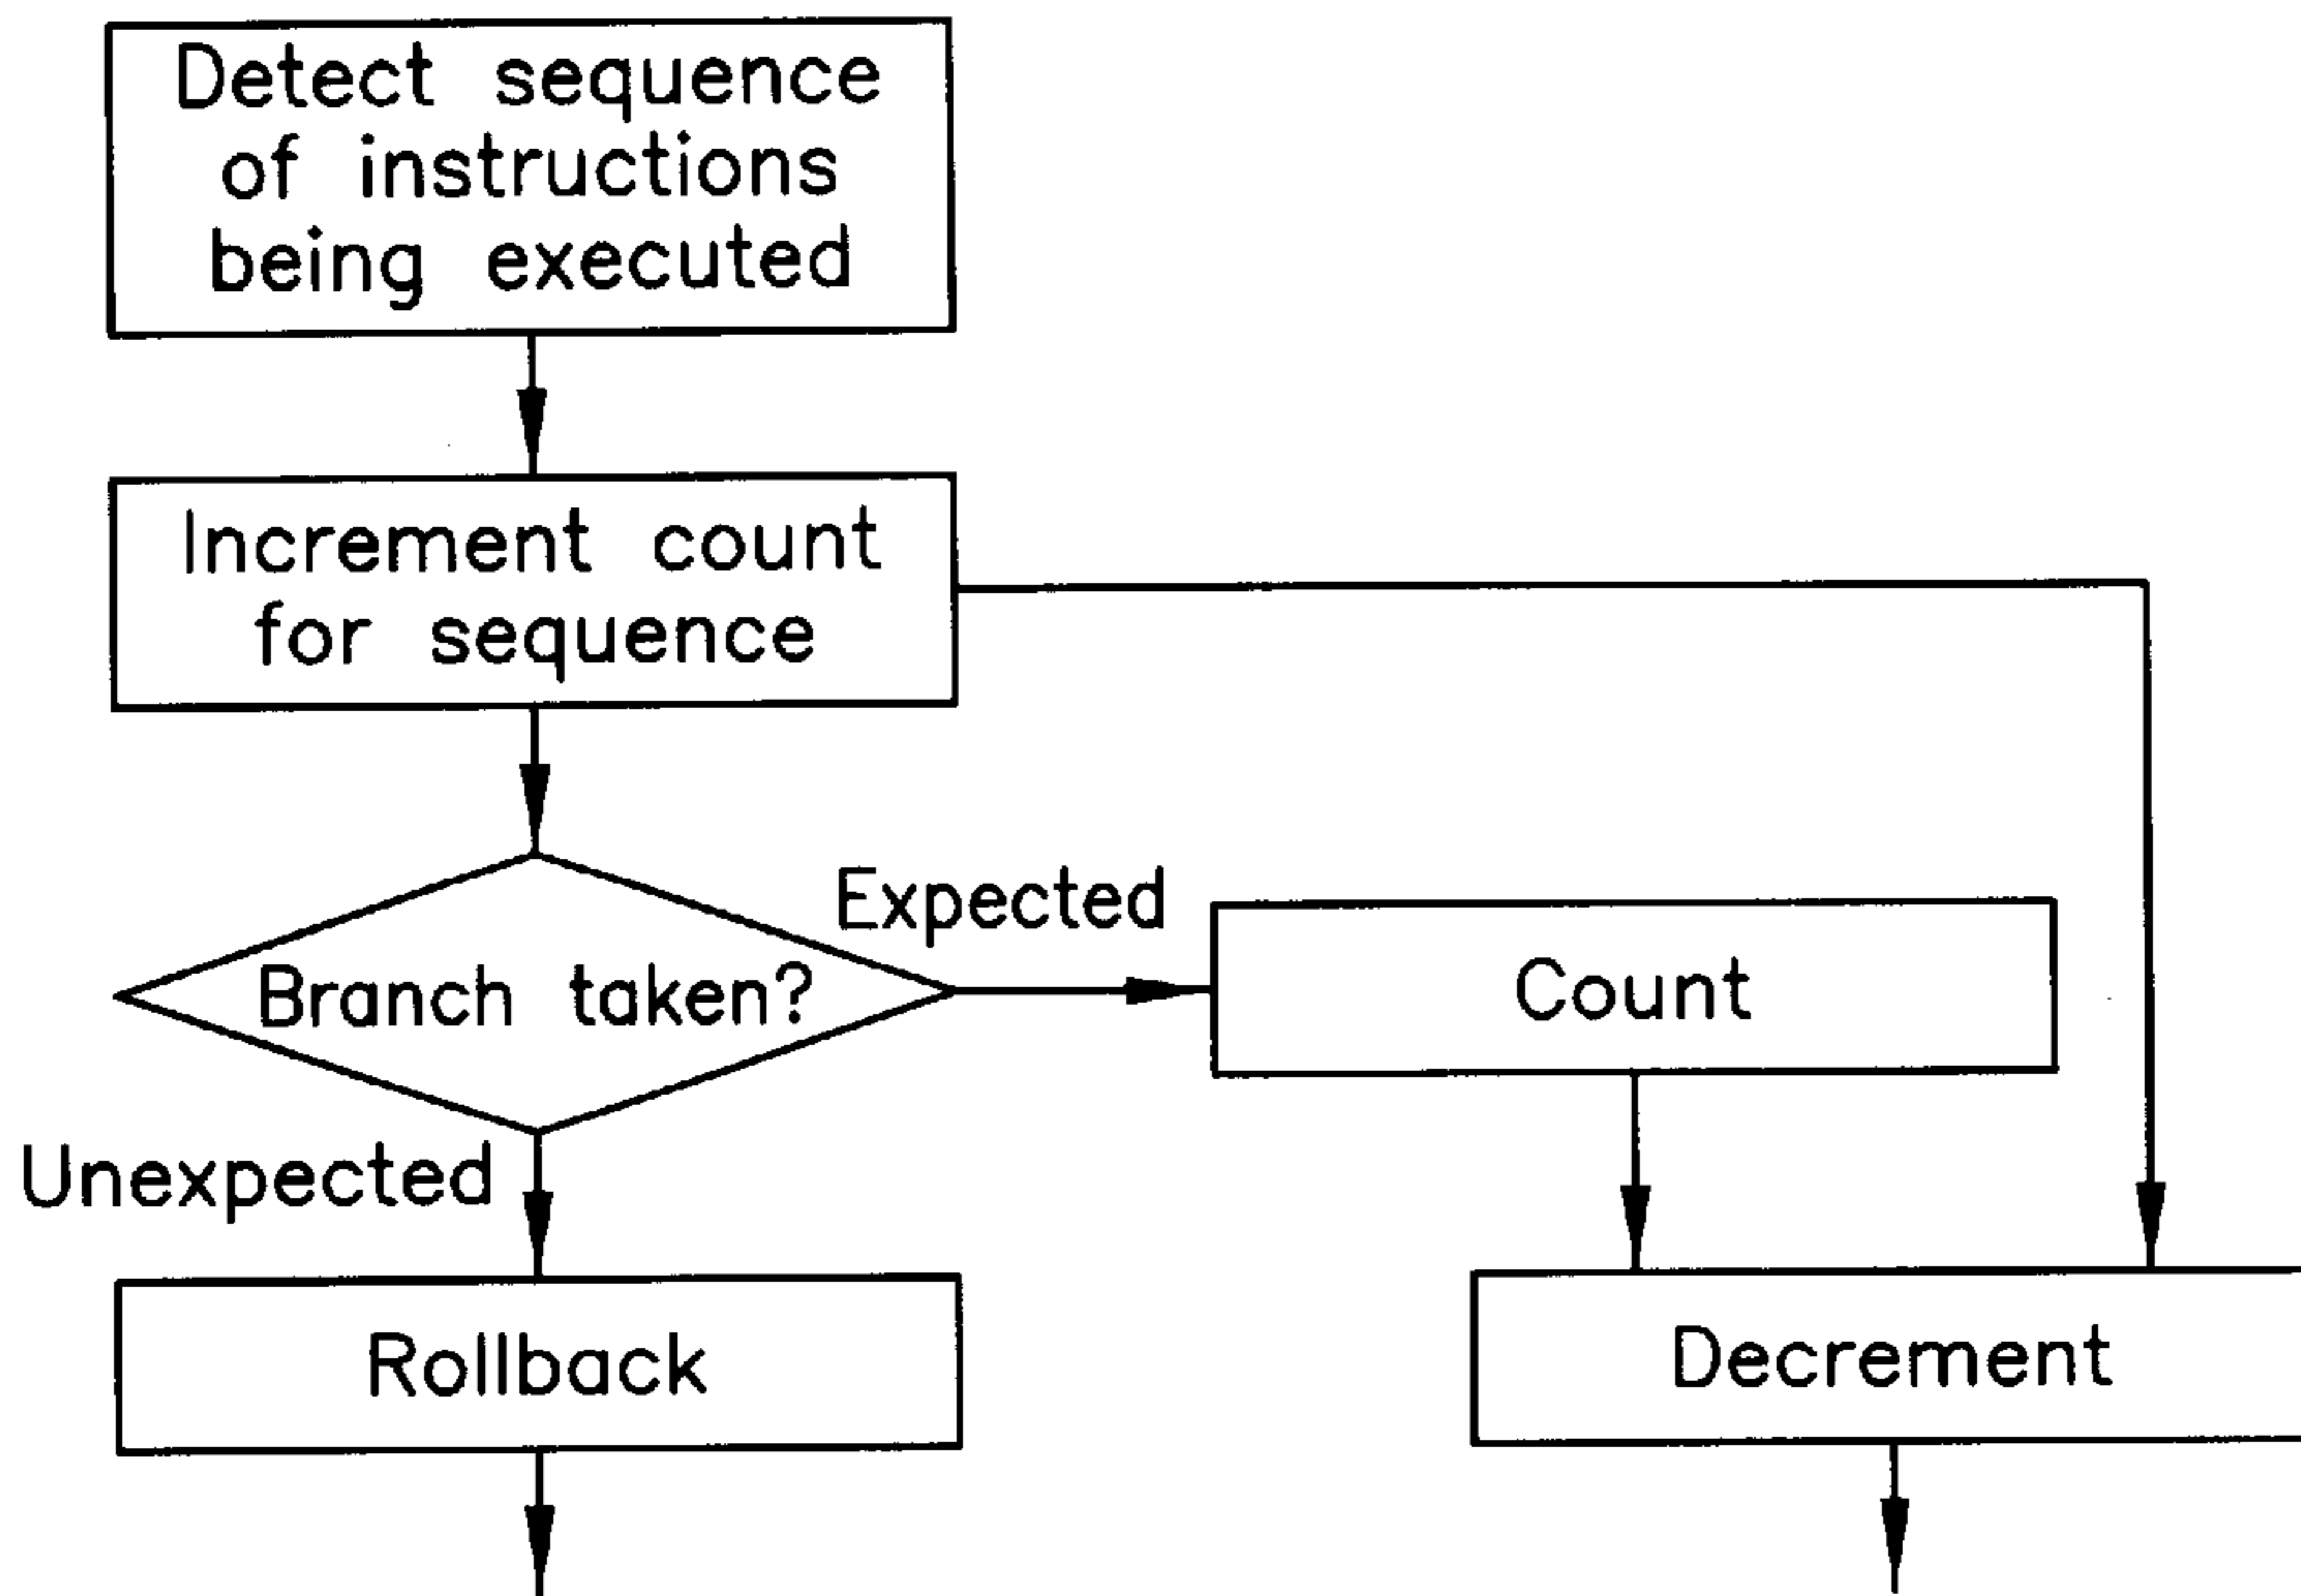 Detect sequence
of instructions
being executed
Increment count
for sequence
Expected
Branch taken?
Count
Unexpected
Rollback
Decrement